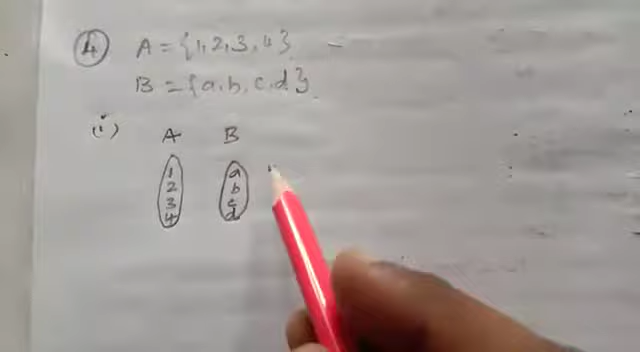 4 A = {1, 2, 3, 4}
B = {a, b, c, d}
(i) A B
1 a
2 b
3 c
4 d